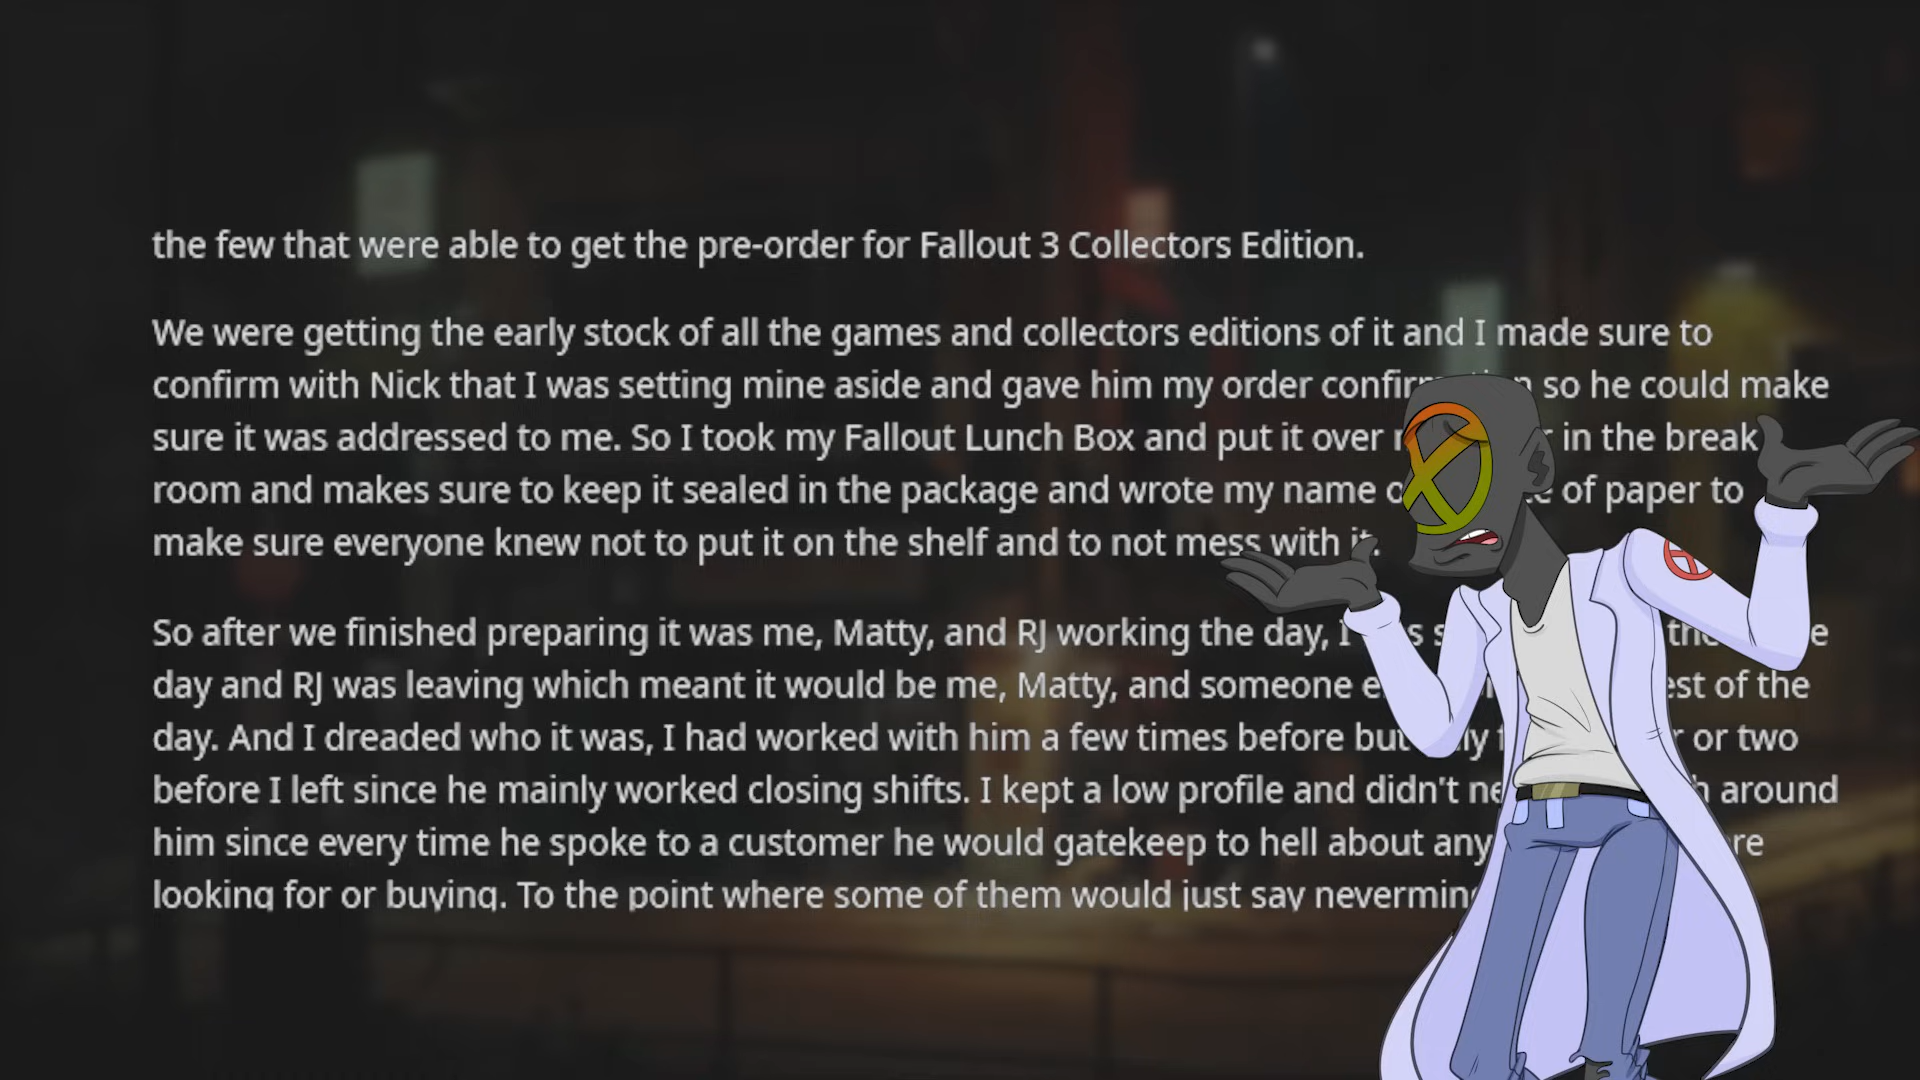 the few that were able to get the pre-order for Fallout 3 Collectors Edition.
We were getting the early stock of all the games and collectors editions of it and I made sure to
confirm with Nick that I was setting mine aside and gave him my order so he could make
sure it was addressed to me. So I took my Fallout Lunch Box and put it over in the break
room and makes sure to keep it sealed in the package and wrote my name of paper to
make sure everyone knew not to put it on the shelf and to not mess with it.
So after we finished preparing it was me, Matty, and RJ working the day, I
day and RJ was leaving which meant it would be me, Matty, and someone of the
day. And I dreaded who it was, I had worked with him a few times before but or two
before I left since he mainly worked closing shifts. I kept a low profile and didn't around
him since every time he spoke to a customer he would gatekeep to hell about
looking for or buying. To the point where some of them would just say